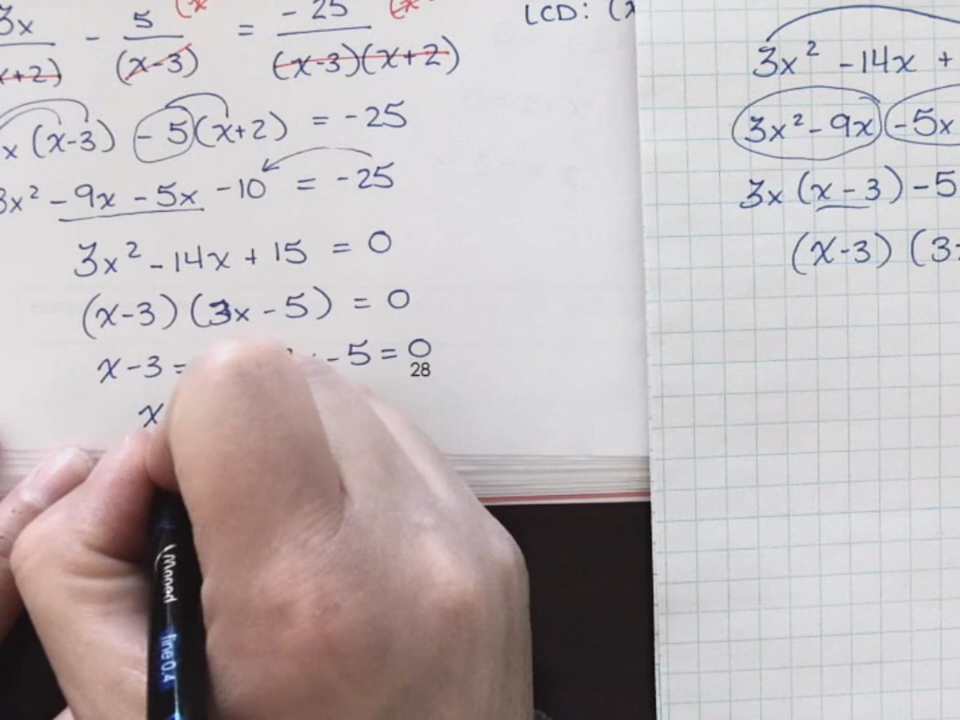 3x/(x+2) - 5/(x-3) = -25/((x-3)(x+2))
LCD: (x
x(x-3) -5(x+2) = -25
3x² - 9x - 5x -10 = -25
3x² - 14x + 15 = 0
(x-3)(3x-5) = 0
x-3 = -5 = 0
28
x
Monami
fine 0.4
3x² - 14x +
3x² - 9x -5x
3x(x-3) -5
(x-3)(3